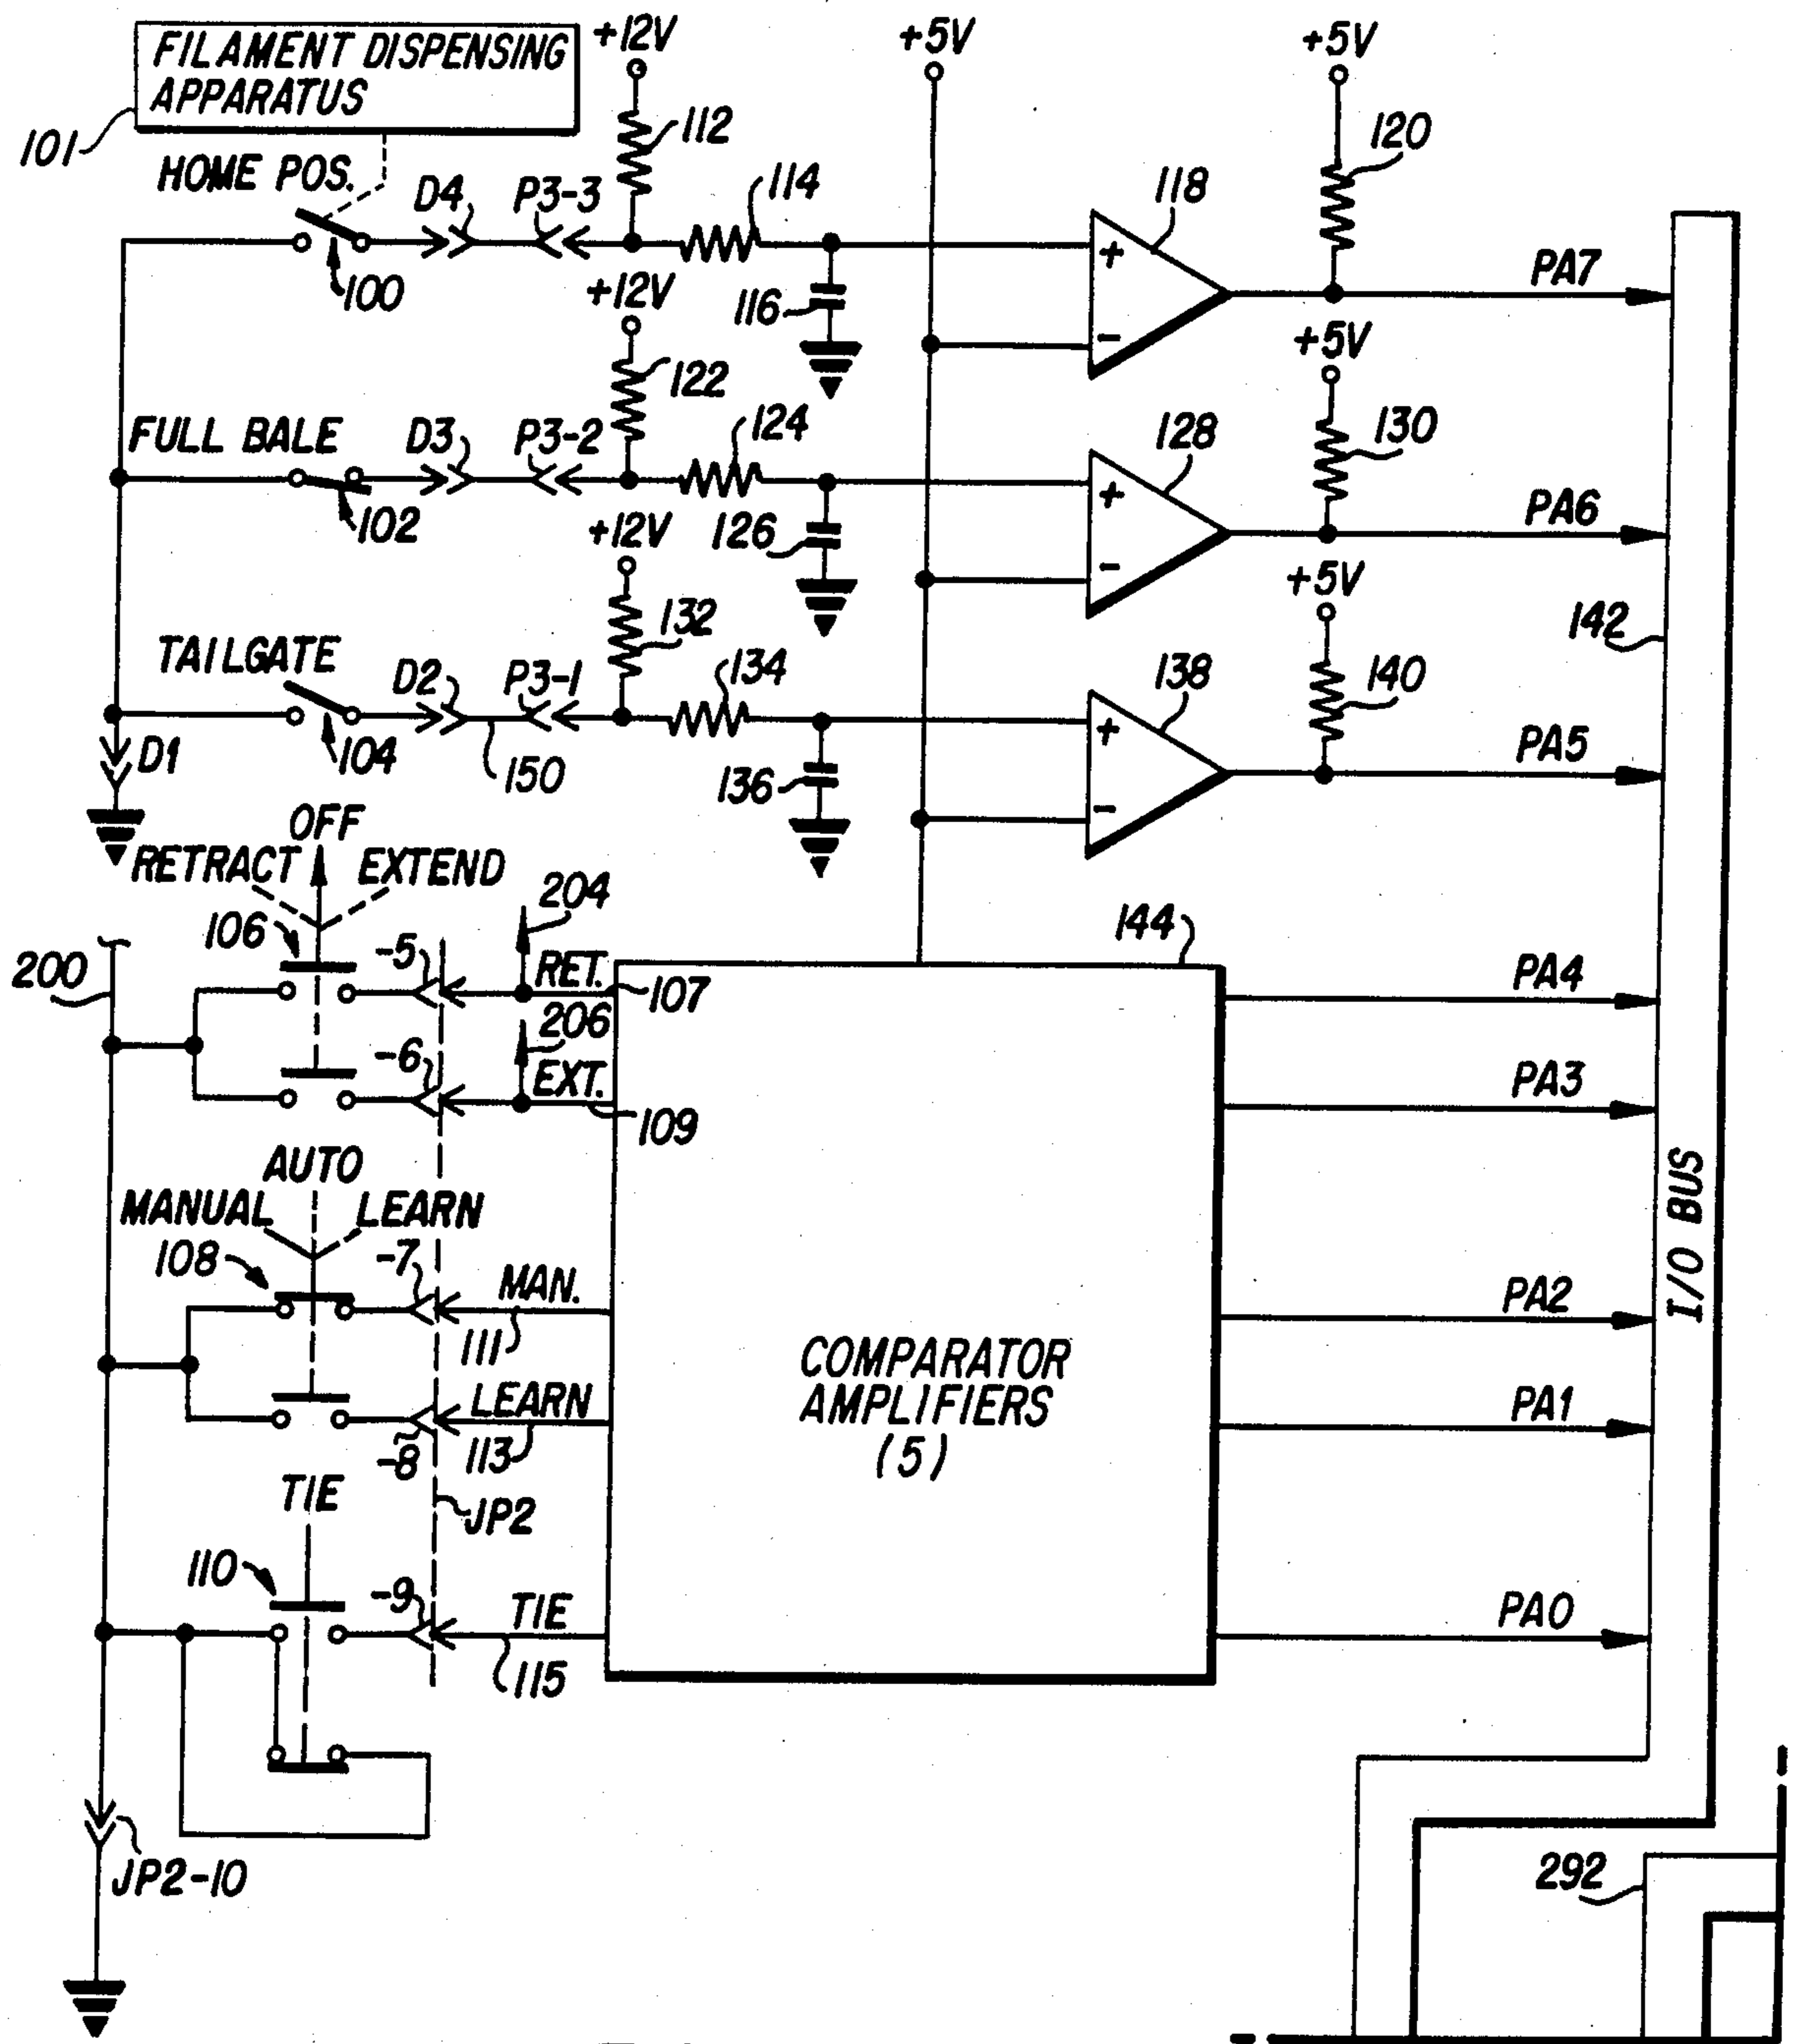 FILAMENT DISPENSING
APPARATUS
+12V
+5V
+5V
101
112
120
HOME POS.
D4
P3-3
114
118
100
+12V
116
PA7
+5V
122
FULL BALE
D3
P3-2
124
128
130
102
+12V
126
PA6
+5V
132
142
TAILGATE
D2
P3-1
134
138
140
D1
104
150
136
PA5
OFF
RETRACT
EXTEND
204
144
106
-5
200
RET.
107
PA4
206
-6
EXT.
109
PA3
AUTO
MANUAL
LEARN
108
-7
MAN.
111
PA2
I/O BUS
COMPARATOR
AMPLIFIERS
(5)
LEARN
-8
113
PA1
TIE
JP2
110
-9
TIE
115
PA0
JP2-10
292